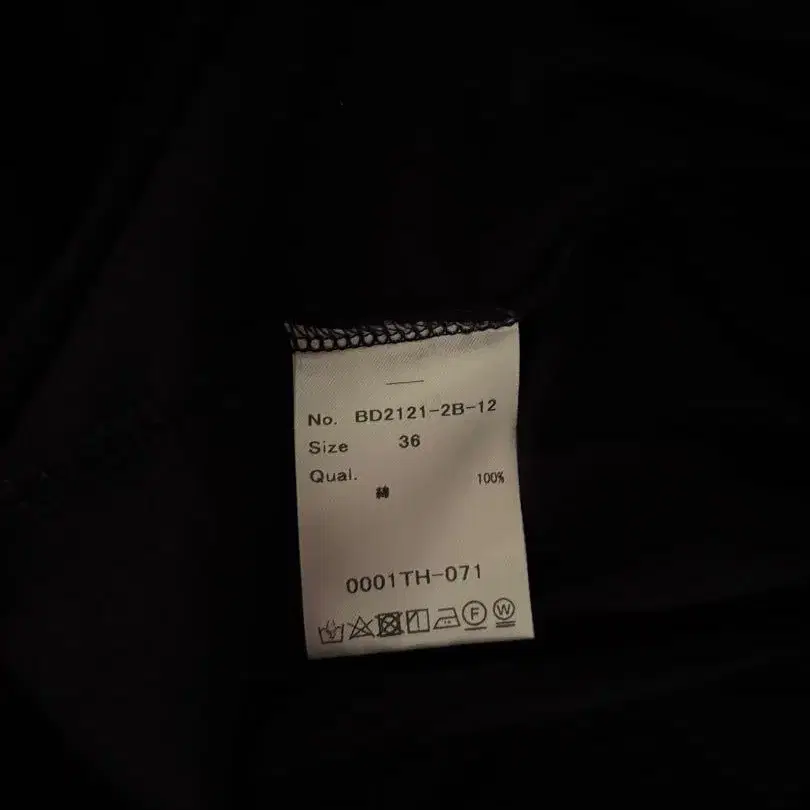 No. BD2121-2B-12
Size 36
Qual.
綿 100%
0001TH-071
F W